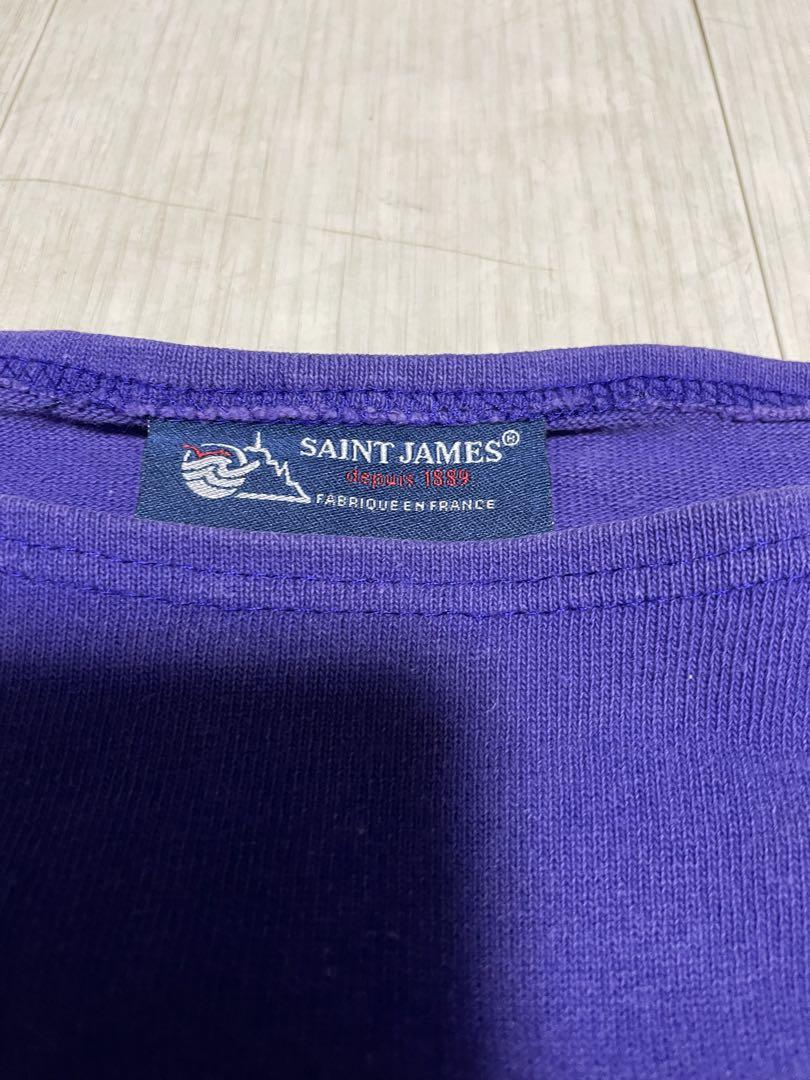 SAINT JAMES®
depuis 1889
FABRIQUE EN FRANCE